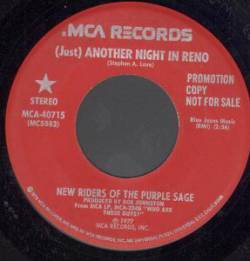 MCA RECORDS
(Just) ANOTHER NIGHT IN RENO
(Stephen A. Love)
STEREO
MCA-40715
(MC5982)
PROMOTION
COPY
NOT FOR SALE
Blue Jeans Music
(BMI) (2:56)
NEW RIDERS OF THE PURPLE SAGE
Produced by BOB JOHNSTON
From MCA LP, MCA-2248 "WHO ARE
THOSE GUYS?"
℗ 1977
MCA RECORDS, INC.